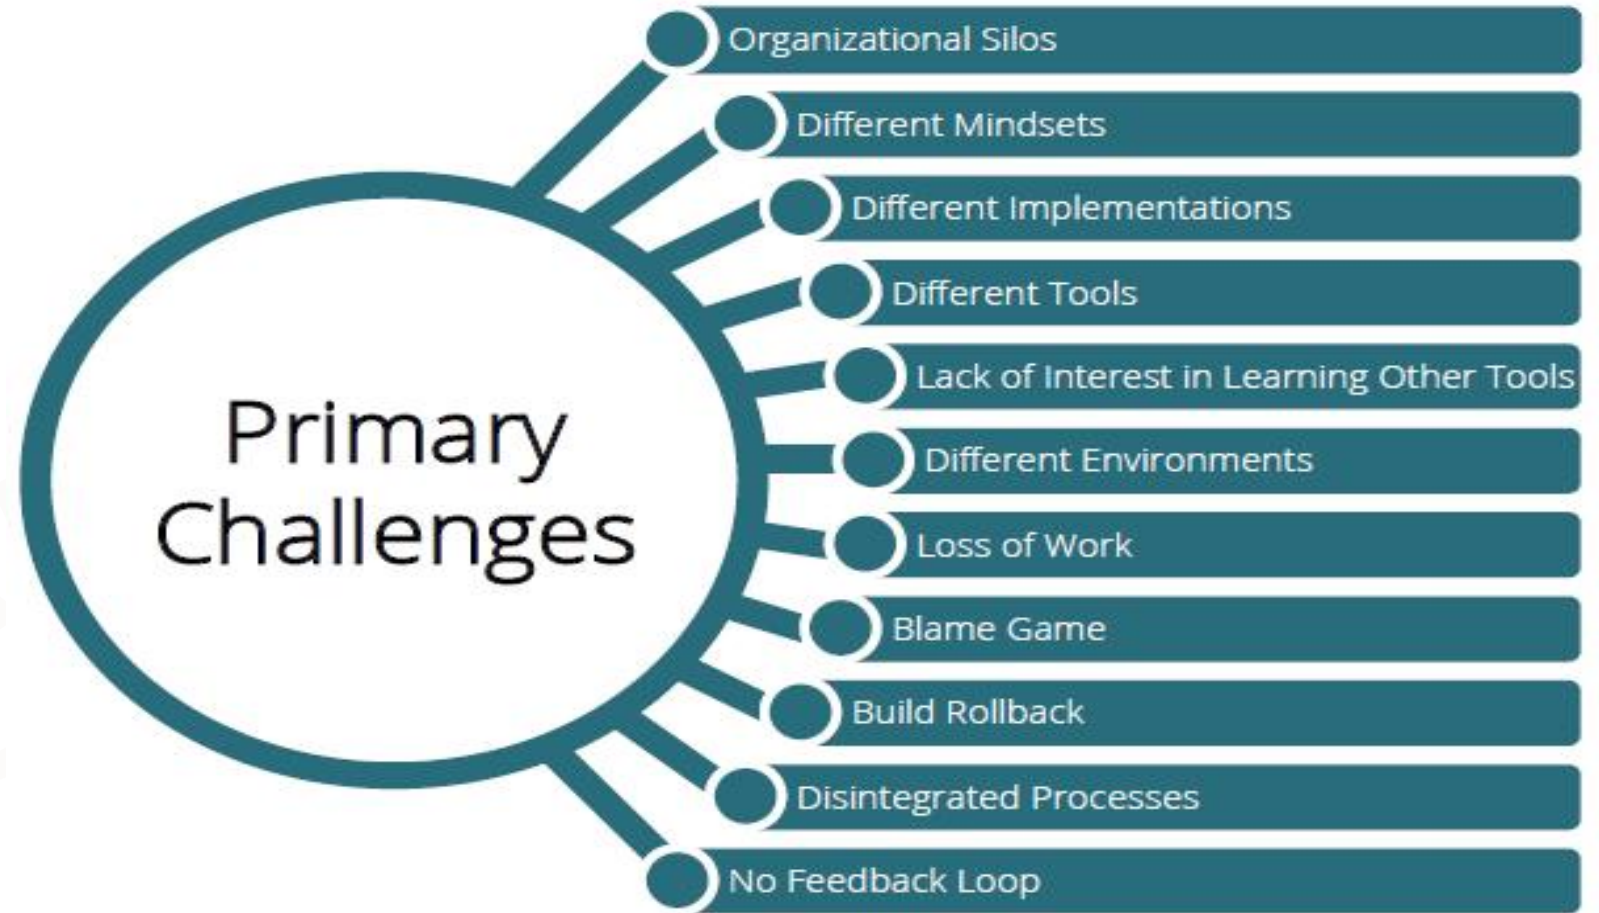 Primary
Challenges
Organizational Silos
Different Mindsets
Different Implementations
Different Tools
Lack of Interest in Learning Other Tools
Different Environments
Loss of Work
Blame Game
Build Rollback
Disintegrated Processes
No Feedback Loop